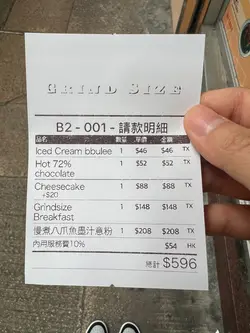 GRIND SIZE
B2 - 001 - 請款明細
品名 數量 單價 金額
Iced Cream bbulee 1 $46 $46 TX
Hot 72% chocolate 1 $52 $52 TX
Cheesecake 1 $88 $88 TX
+$20
Grindsize Breakfast 1 $148 $148 TX
慢煮八爪魚墨汁意粉 1 $208 $208 TX
內用服務費10% $54 HK
總計 $596